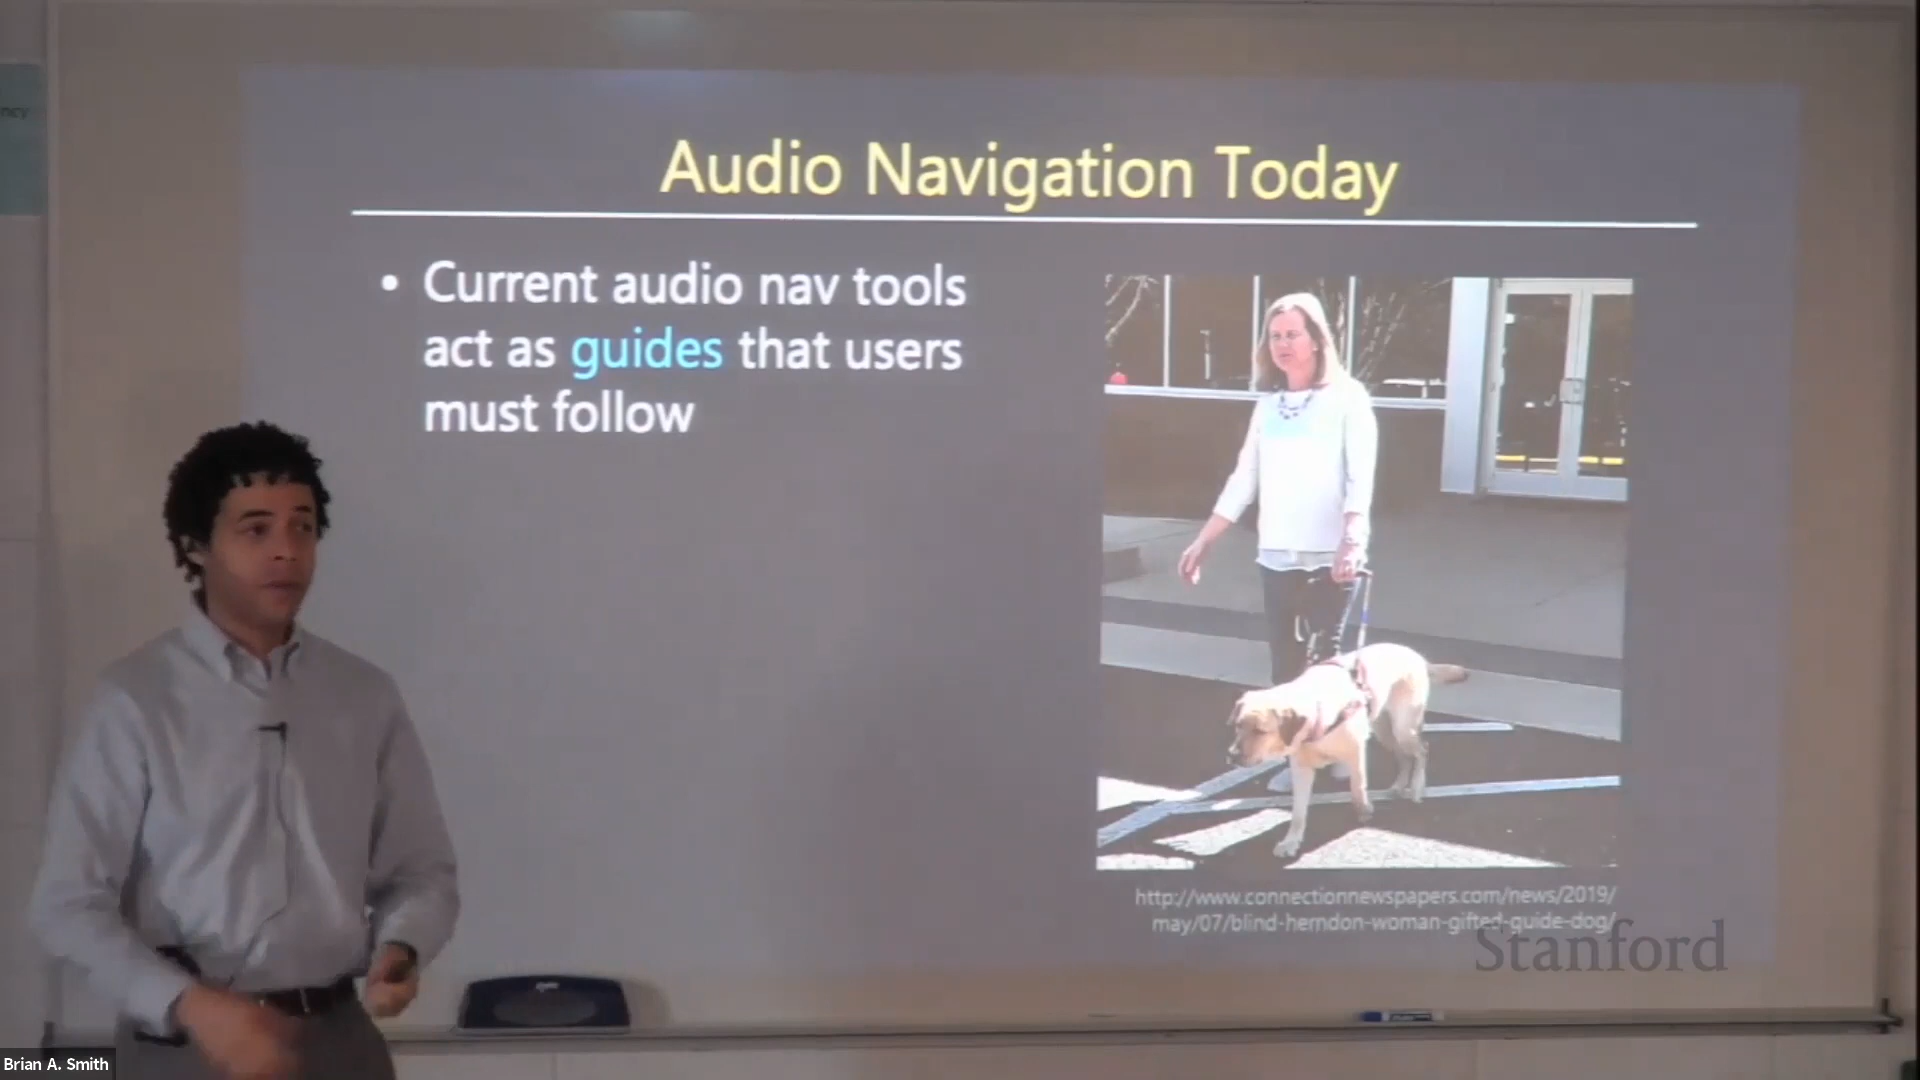 ncy
Audio Navigation Today
• Current audio nav tools
act as guides that users
must follow
http://www.connectionnewspapers.com/news/2019/
may/07/blind-herndon-woman-gifted-guide-dog/
Stanford
Brian A. Smith